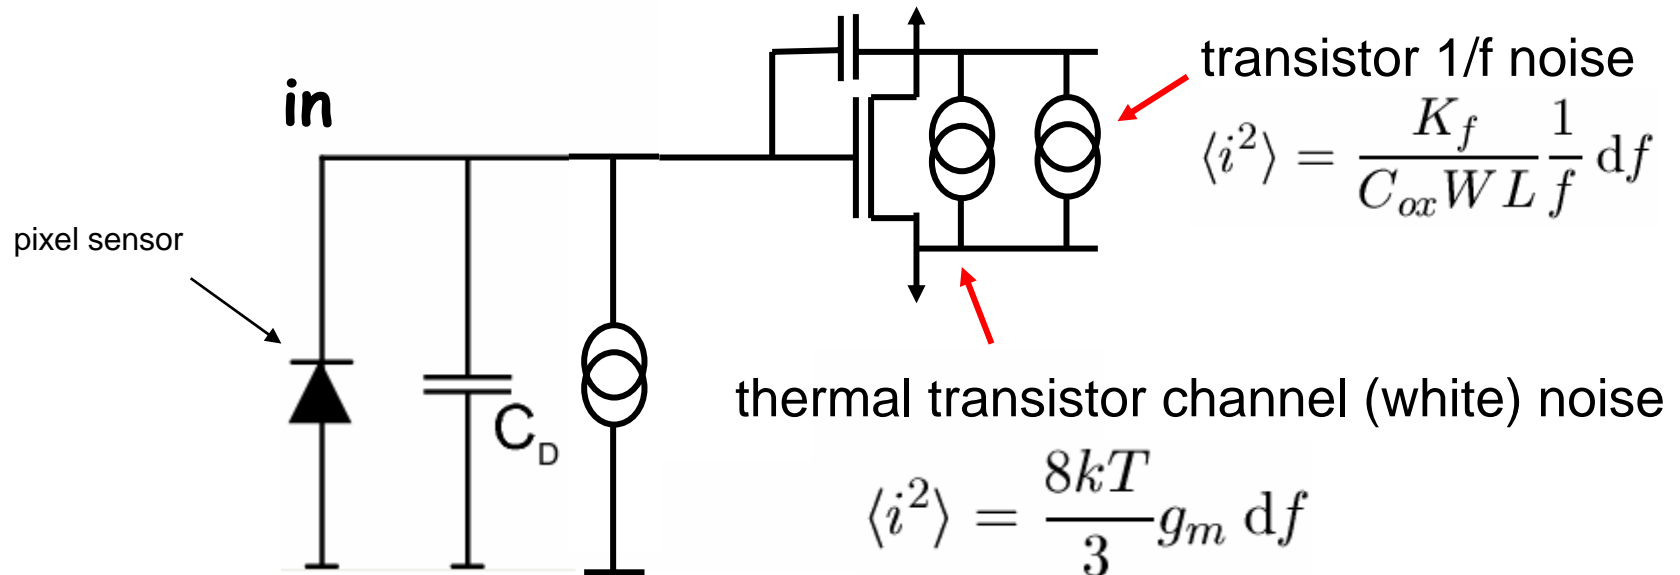 transistor 1/f noise
in
⟨i²⟩ = K_f / (C_ox W L) 1/f df
pixel sensor
thermal transistor channel (white) noise
C_D
⟨i²⟩ = 8kT/3 g_m df